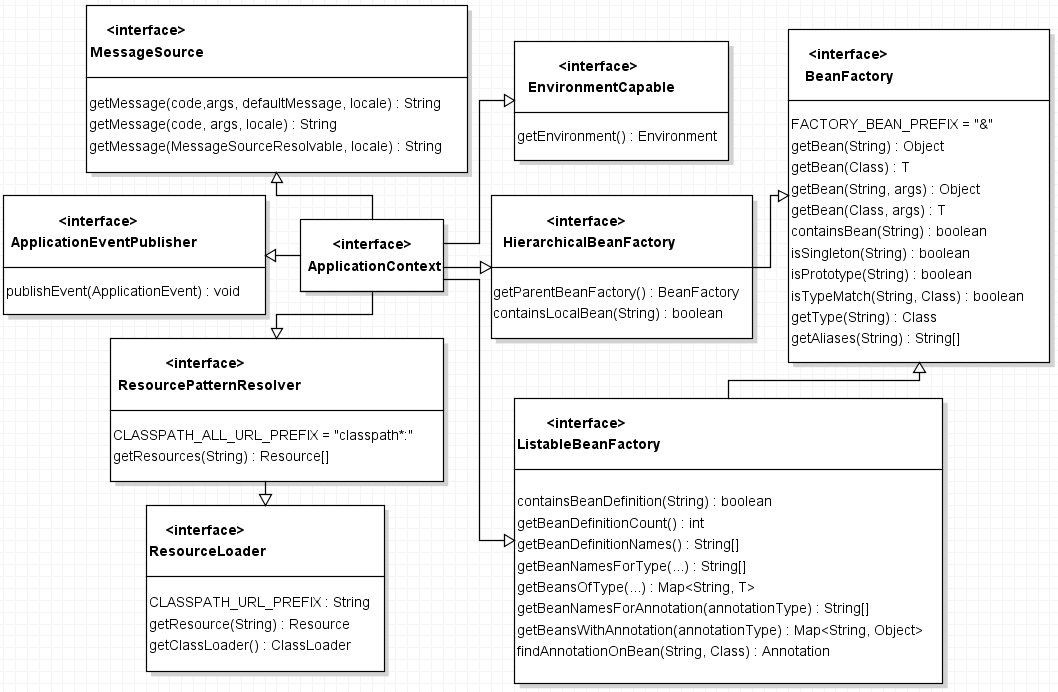 <interface>
MessageSource
getMessage(code,args, defaultMessage, locale) : String
getMessage(code, args, locale) : String
getMessage(MessageSourceResolvable, locale) : String
<interface>
EnvironmentCapable
getEnvironment() : Environment
<interface>
BeanFactory
FACTORY_BEAN_PREFIX = "&"
getBean(String) : Object
getBean(Class) : T
getBean(String, args) : Object
getBean(Class, args) : T
containsBean(String) : boolean
isSingleton(String) : boolean
isPrototype(String) : boolean
isTypeMatch(String, Class) : boolean
getType(String) : Class
getAliases(String) : String[]
<interface>
ApplicationEventPublisher
publishEvent(ApplicationEvent) : void
<interface>
ApplicationContext
<interface>
HierarchicalBeanFactory
getParentBeanFactory() : BeanFactory
containsLocalBean(String) : boolean
<interface>
ResourcePatternResolver
CLASSPATH_ALL_URL_PREFIX = "classpath*:"
getResources(String) : Resource[]
<interface>
ListableBeanFactory
containsBeanDefinition(String) : boolean
getBeanDefinitionCount() : int
getBeanDefinitionNames() : String[]
getBeanNamesForType(...) : String[]
getBeansOfType(...) : Map<String, T>
getBeanNamesForAnnotation(annotationType) : String[]
getBeansWithAnnotation(annotationType) : Map<String, Object>
findAnnotationOnBean(String, Class) : Annotation
<interface>
ResourceLoader
CLASSPATH_URL_PREFIX : String
getResource(String) : Resource
getClassLoader() : ClassLoader